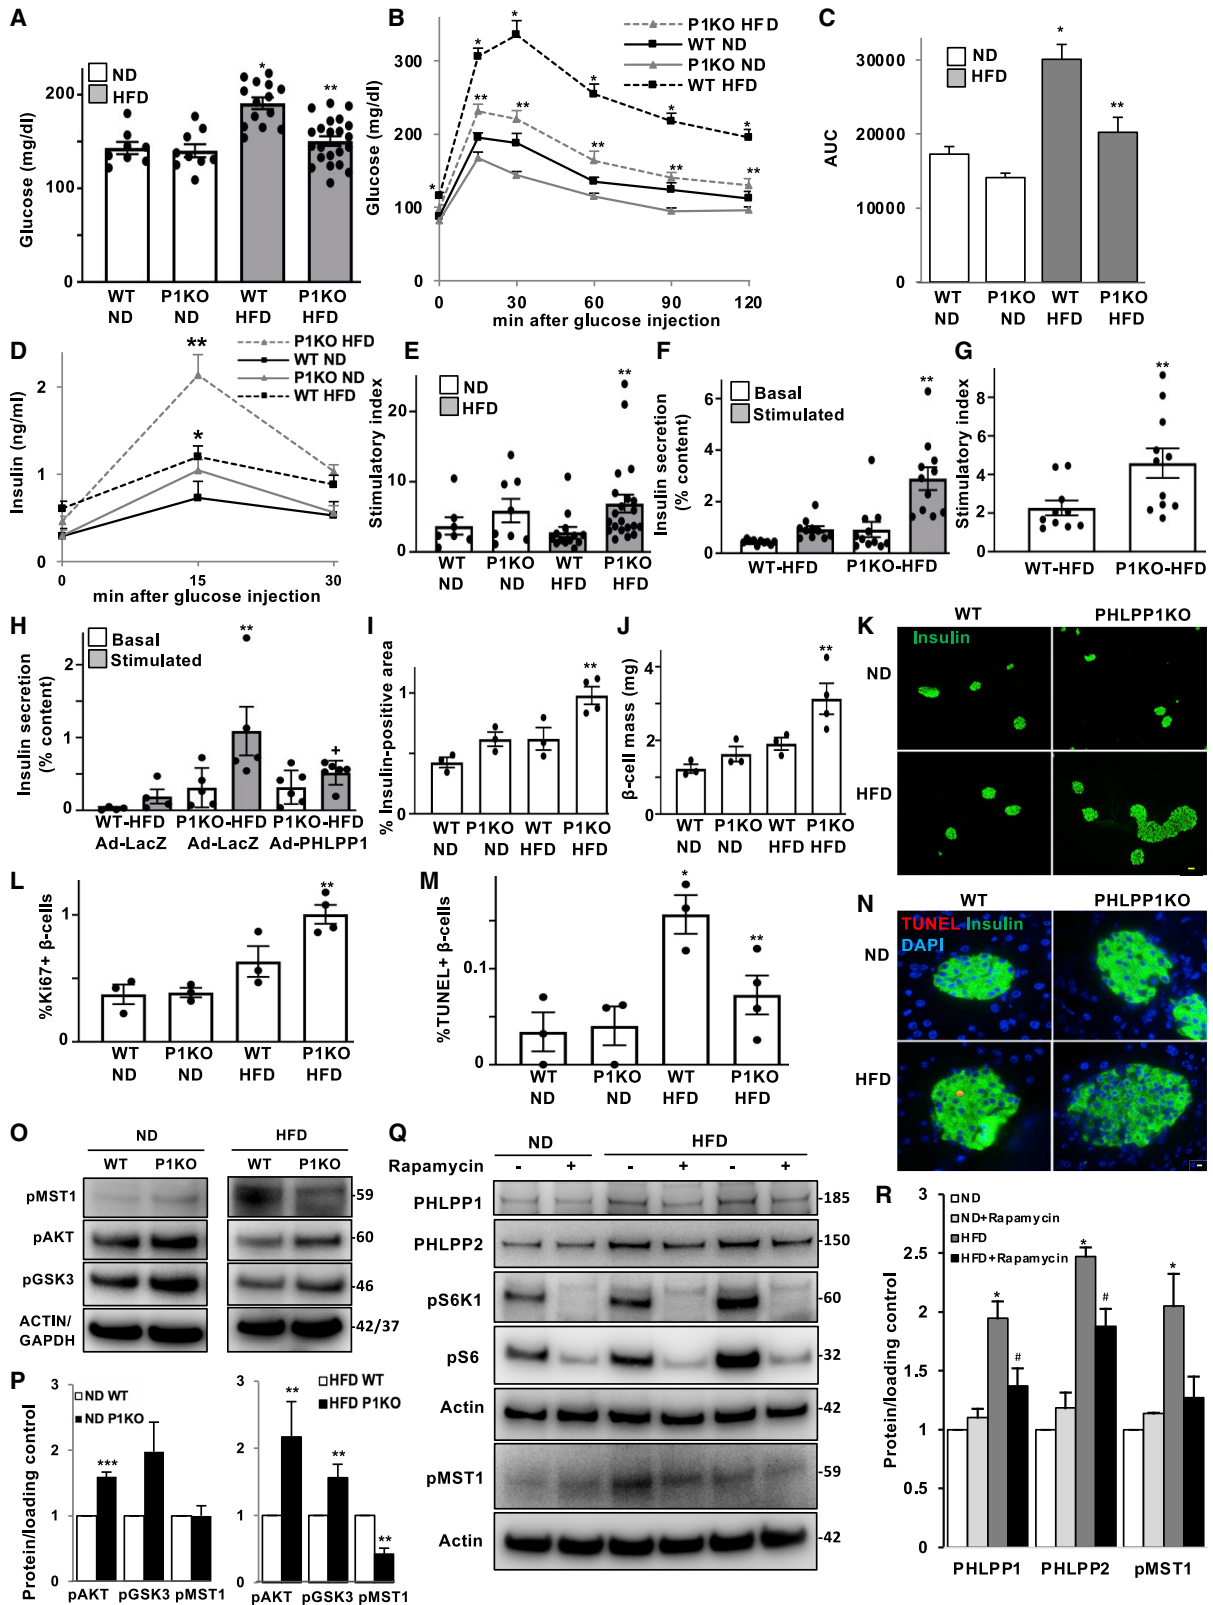 A
Glucose (mg/dl)
ND
HFD
200
100
0
*
**
WT
ND
P1KO
ND
WT
HFD
P1KO
HFD
B
Glucose (mg/dl)
300
200
100
0
*
*
*
*
*
*
**
**
**
**
**
P1KO HFD
WT ND
P1KO ND
WT HFD
0 30 60 90 120
min after glucose injection
C
AUC
30000
20000
10000
0
ND
HFD
*
**
WT
ND
P1KO
ND
WT
HFD
P1KO
HFD
D
Insulin (ng/ml)
2
1
0
**
*
P1KO HFD
WT ND
P1KO ND
WT HFD
0 15 30
min after glucose injection
E
Stimulatory index
20
10
0
ND
HFD
**
WT
ND
P1KO
ND
WT
HFD
P1KO
HFD
F
Insulin secretion
(% content)
Basal
Stimulated
6
4
2
0
**
WT-HFD P1KO-HFD
G
Stimulatory index
8
6
4
2
0
**
WT-HFD P1KO-HFD
H
Insulin secretion
(% content)
Basal
Stimulated
2
1
0
**
+
WT-HFD P1KO-HFD P1KO-HFD
Ad-LacZ Ad-LacZ Ad-PHLPP1
I
% Insulin-positive area
1
0
**
WT
ND
P1KO
ND
WT
HFD
P1KO
HFD
J
β-cell mass (mg)
4
2
0
**
WT
ND
P1KO
ND
WT
HFD
P1KO
HFD
K
WT PHLPP1KO
Insulin
ND
HFD
L
%Ki67+ β-cells
1
0
**
WT
ND
P1KO
ND
WT
HFD
P1KO
HFD
M
%TUNEL+ β-cells
0.1
0
*
**
WT
ND
P1KO
ND
WT
HFD
P1KO
HFD
N
WT PHLPP1KO
TUNEL Insulin
DAPI
ND
HFD
O
ND HFD
WT P1KO WT P1KO
pMST1 -59
pAKT -60
pGSK3 -46
ACTIN/
GAPDH -42/37
P
Protein/loading control
3
2
1
0
ND WT
ND P1KO
***
pAKT pGSK3 pMST1
3
2
1
0
HFD WT
HFD P1KO
**
**
**
pAKT pGSK3 pMST1
Q
ND HFD
Rapamycin - + - + - +
PHLPP1 -185
PHLPP2 -150
pS6K1 -60
pS6 -32
Actin -42
pMST1 -59
Actin -42
R
Protein/loading control
3
2.5
2
1.5
1
0.5
0
ND
ND+Rapamycin
HFD
HFD+Rapamycin
*
#
*
#
*
PHLPP1 PHLPP2 pMST1